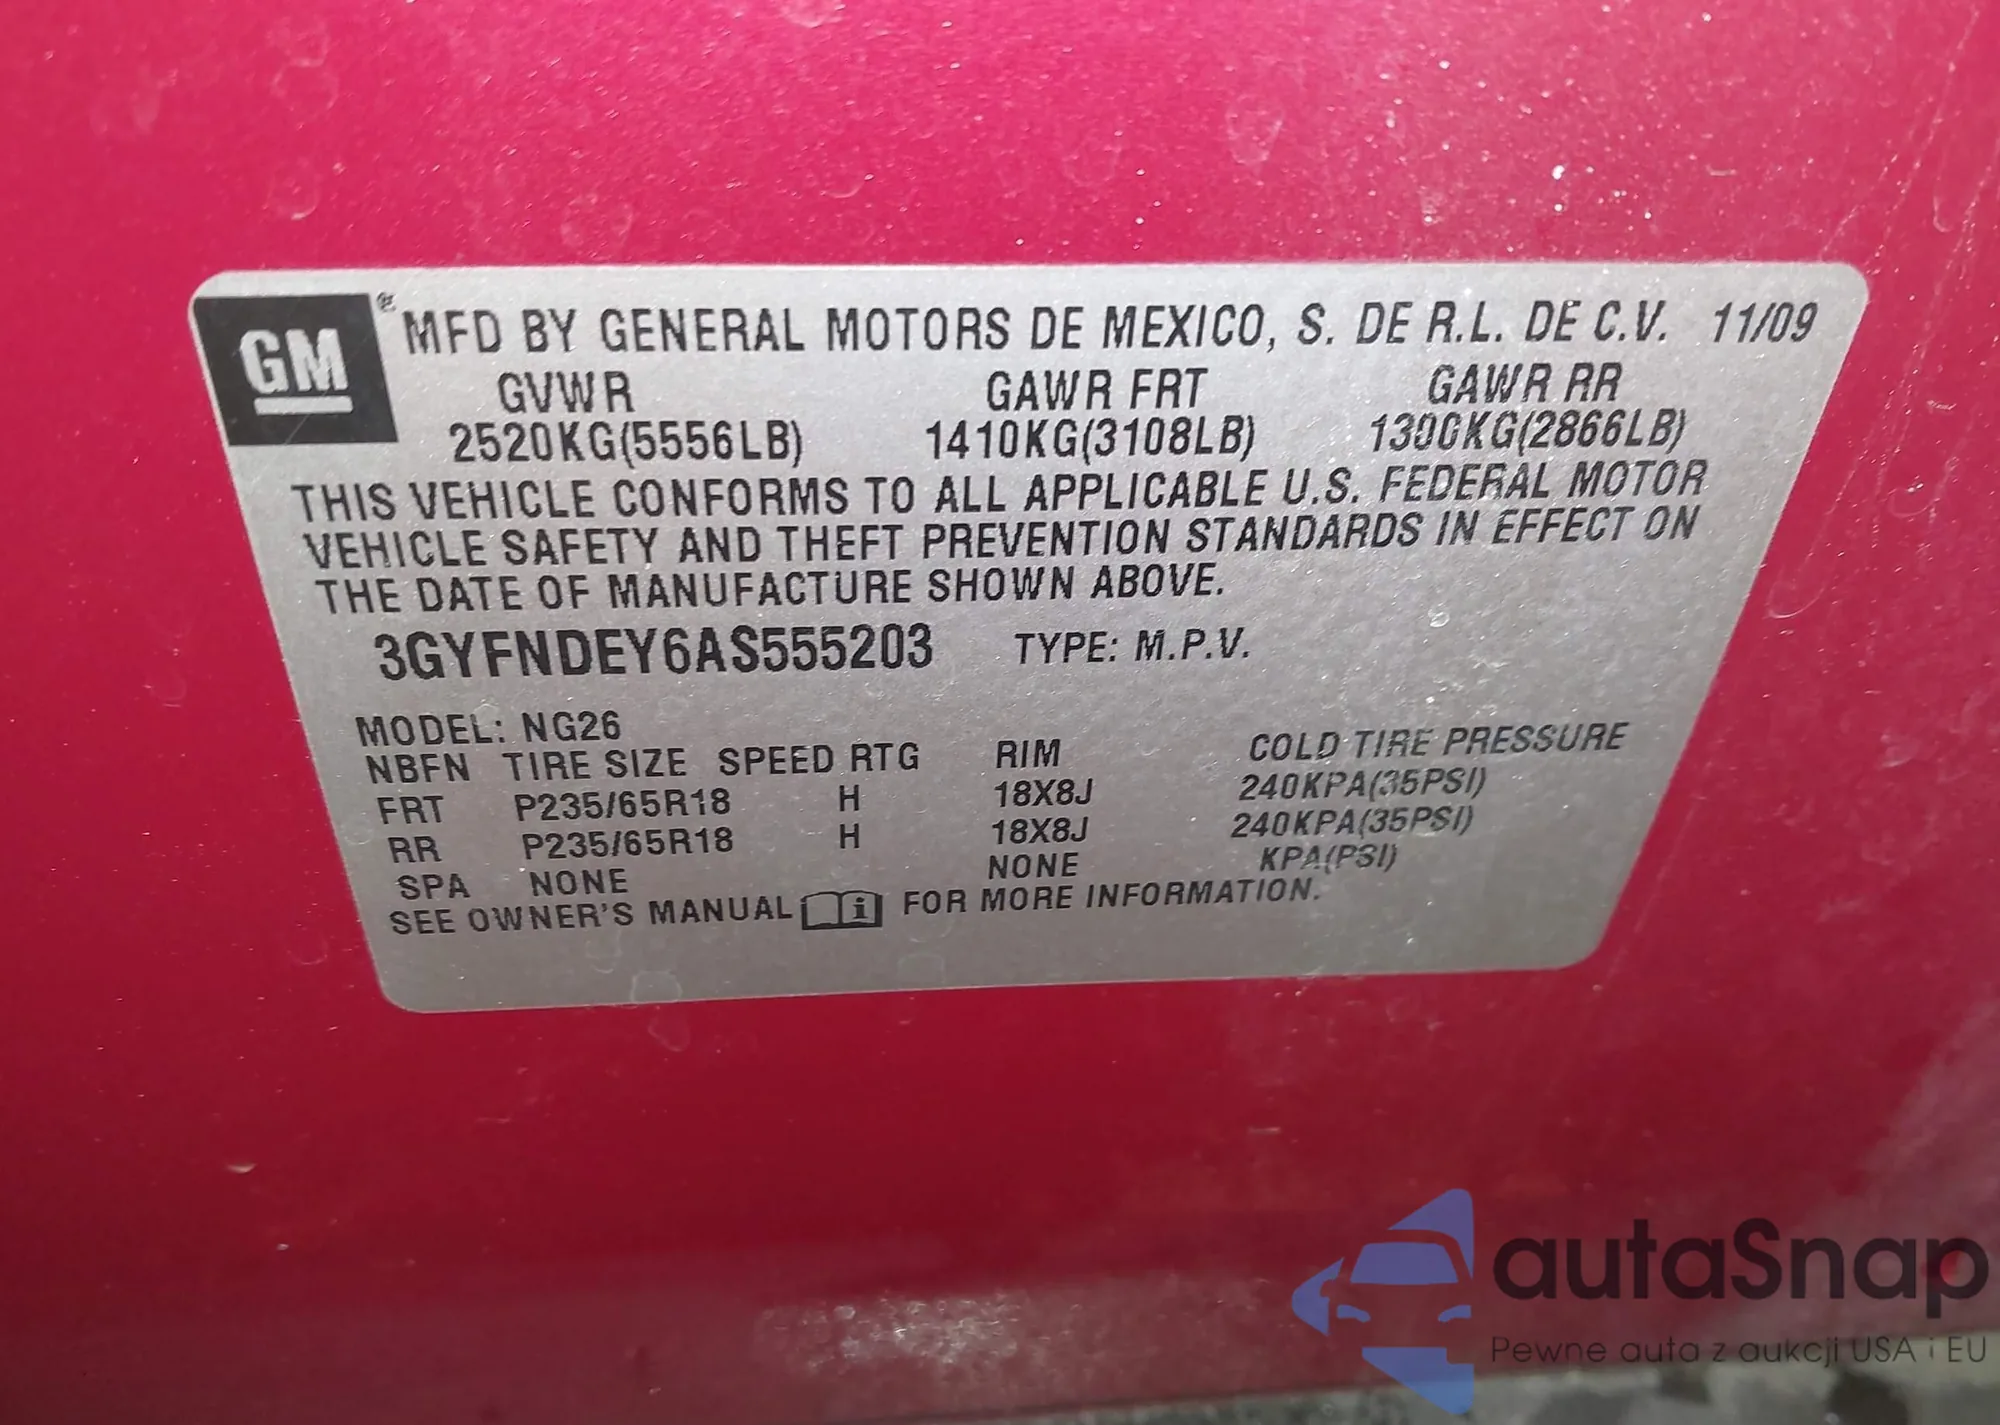 GM ® MFD BY GENERAL MOTORS DE MEXICO, S. DE R.L. DE C.V. 11/09
GVWR GAWR FRT GAWR RR
2520KG(5556LB) 1410KG(3108LB) 1300KG(2866LB)
THIS VEHICLE CONFORMS TO ALL APPLICABLE U.S. FEDERAL MOTOR
VEHICLE SAFETY AND THEFT PREVENTION STANDARDS IN EFFECT ON
THE DATE OF MANUFACTURE SHOWN ABOVE.
3GYFNDEY6AS555203 TYPE: M.P.V.
MODEL: NG26
NBFN TIRE SIZE SPEED RTG RIM COLD TIRE PRESSURE
FRT P235/65R18 H 18X8J 240KPA(35PSI)
RR P235/65R18 H 18X8J 240KPA(35PSI)
SPA NONE NONE KPA(PSI)
SEE OWNER'S MANUAL i FOR MORE INFORMATION.
autaSnap
Pewne auta z aukcji USA i EU